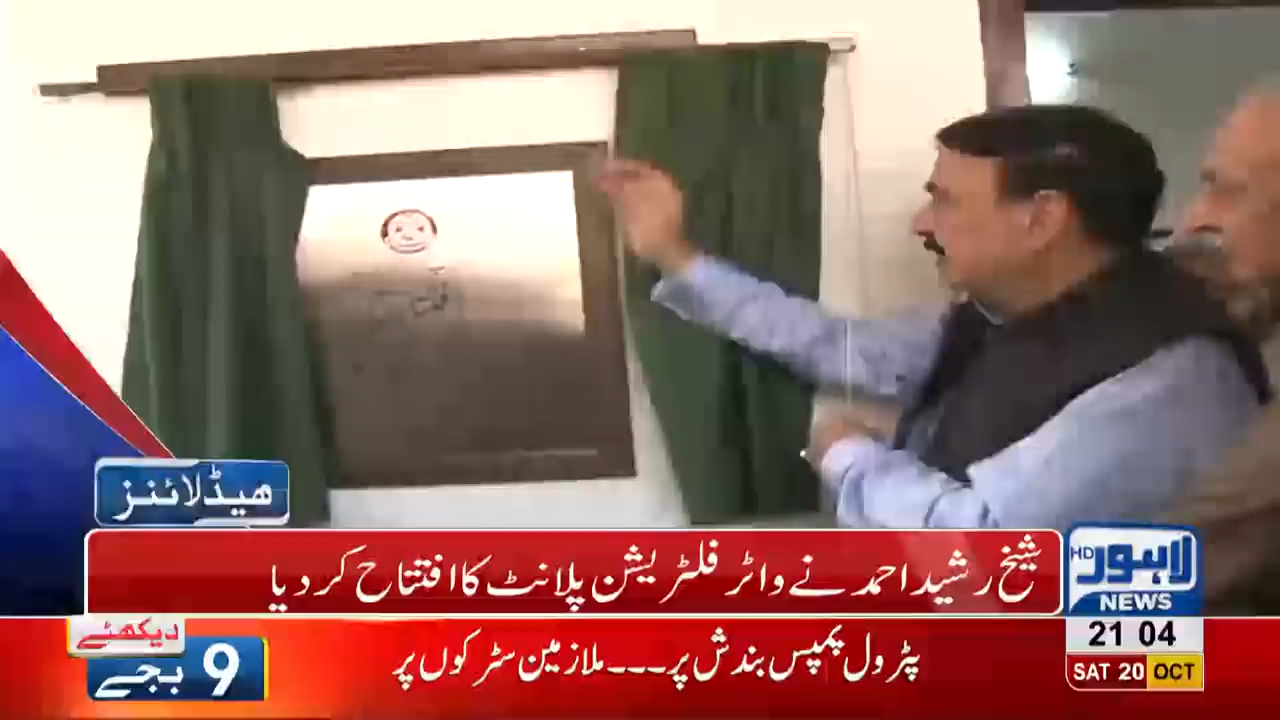 ھیڈلائنز
شیخ رشید احمد نے واٹر فلٹریشن پلانٹ کا افتتاح کر دیا
HD لاہور
NEWS
21 04
SAT 20 OCT
دیکھئے
9 بجے
پٹرول پمپس بندش پر۔۔۔ ملازمین سڑکوں پر